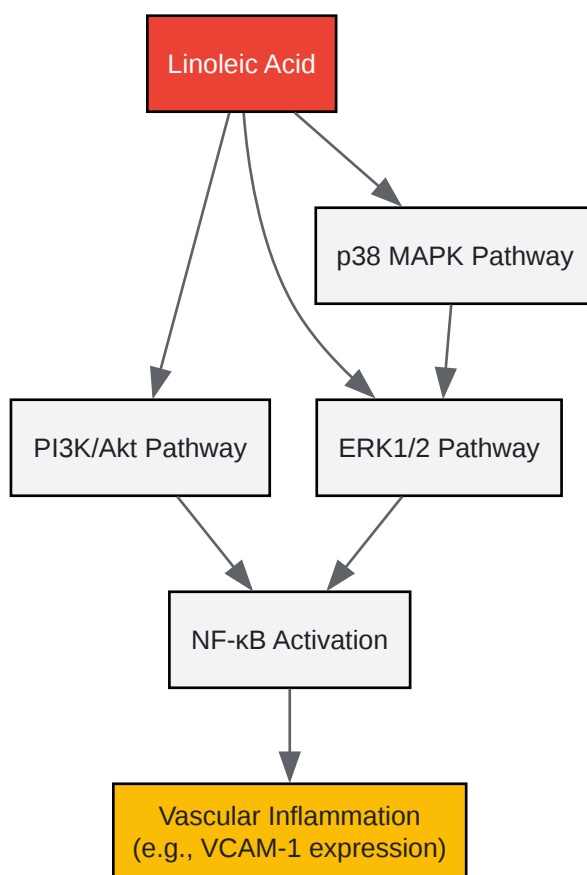 Linoleic Acid
p38 MAPK Pathway
PI3K/Akt Pathway
ERK1/2 Pathway
NF-κB Activation
Vascular Inflammation
(e.g., VCAM-1 expression)